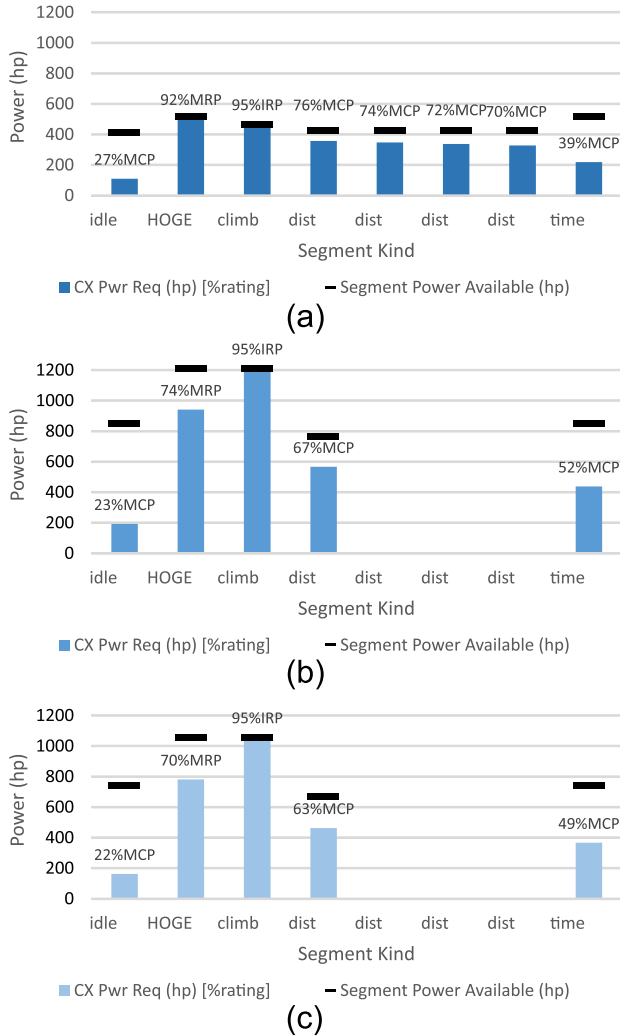 1200
1000
800
600
400
200
0
Power (hp)
27%MCP
92%MRP
95%IRP
76%MCP
74%MCP
72%MCP
70%MCP
39%MCP
idle HOGE climb dist dist dist dist time
Segment Kind
CX Pwr Req (hp) [%rating] Segment Power Available (hp)
(a)
1200
1000
800
600
400
200
0
Power (hp)
23%MCP
74%MRP
95%IRP
67%MCP
52%MCP
idle HOGE climb dist dist dist dist time
Segment Kind
CX Pwr Req (hp) [%rating] Segment Power Available (hp)
(b)
1200
1000
800
600
400
200
0
Power (hp)
22%MCP
70%MRP
95%IRP
63%MCP
49%MCP
idle HOGE climb dist dist dist dist time
Segment Kind
CX Pwr Req (hp) [%rating] Segment Power Available (hp)
(c)